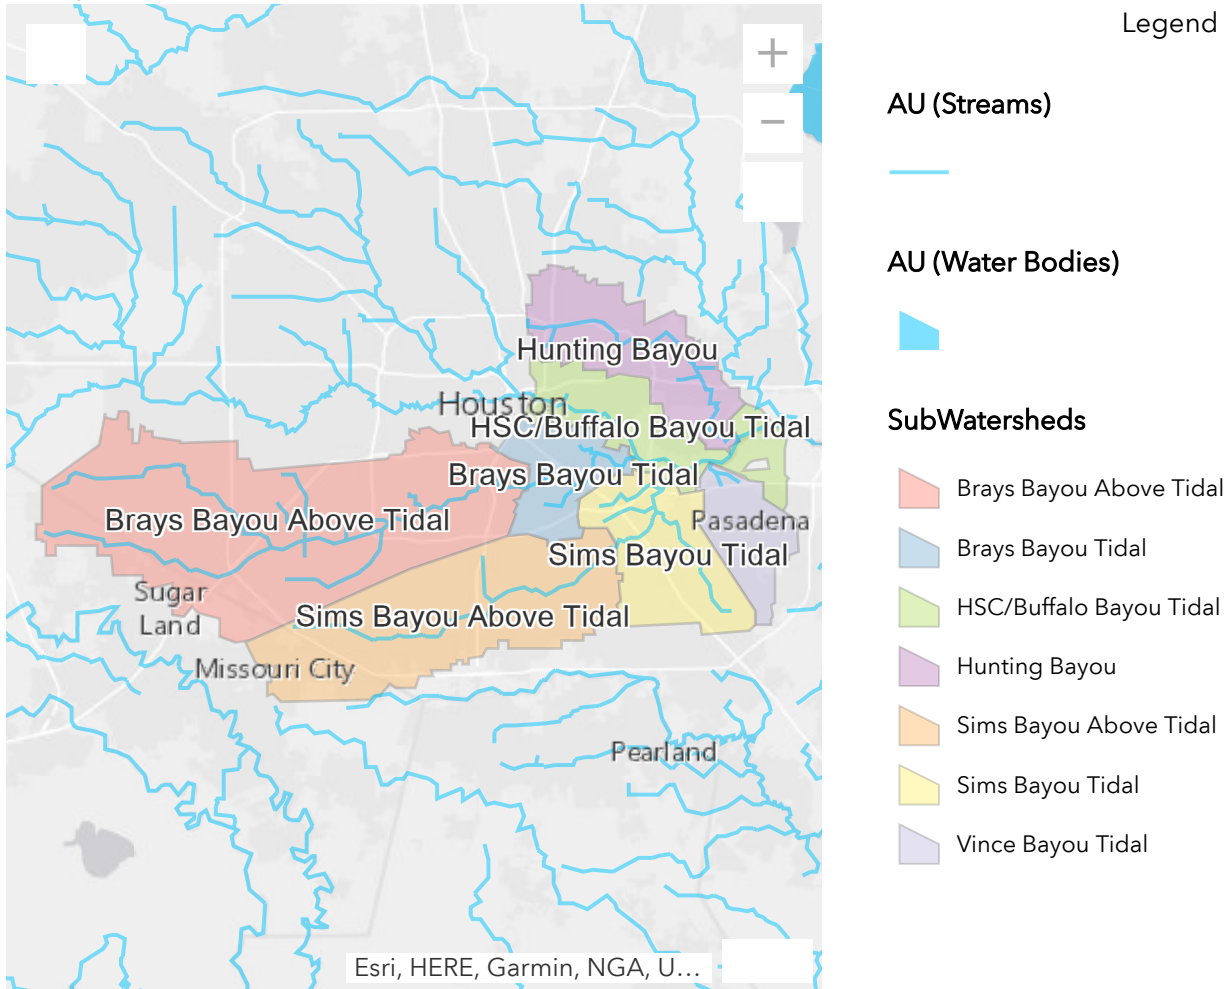 +
−
Hunting Bayou
Houston
HSC/Buffalo Bayou Tidal
Brays Bayou Tidal
Brays Bayou Above Tidal
Pasadena
Sims Bayou Tidal
Sugar
Land
Sims Bayou Above Tidal
Missouri City
Pearland
Esri, HERE, Garmin, NGA, U...
Legend
AU (Streams)
AU (Water Bodies)
SubWatersheds
Brays Bayou Above Tidal
Brays Bayou Tidal
HSC/Buffalo Bayou Tidal
Hunting Bayou
Sims Bayou Above Tidal
Sims Bayou Tidal
Vince Bayou Tidal